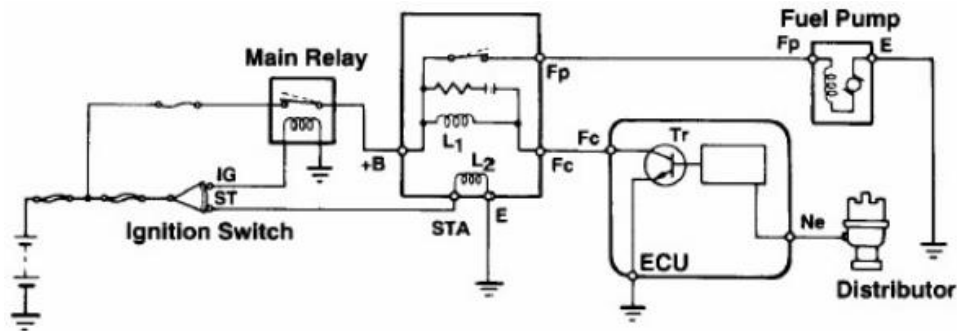 Fuel Pump
Fp
E
Main Relay
Fp
L1
Fc
Fc
Tr
+B
L2
IG
ST
STA
E
Ignition Switch
Ne
ECU
Distributor